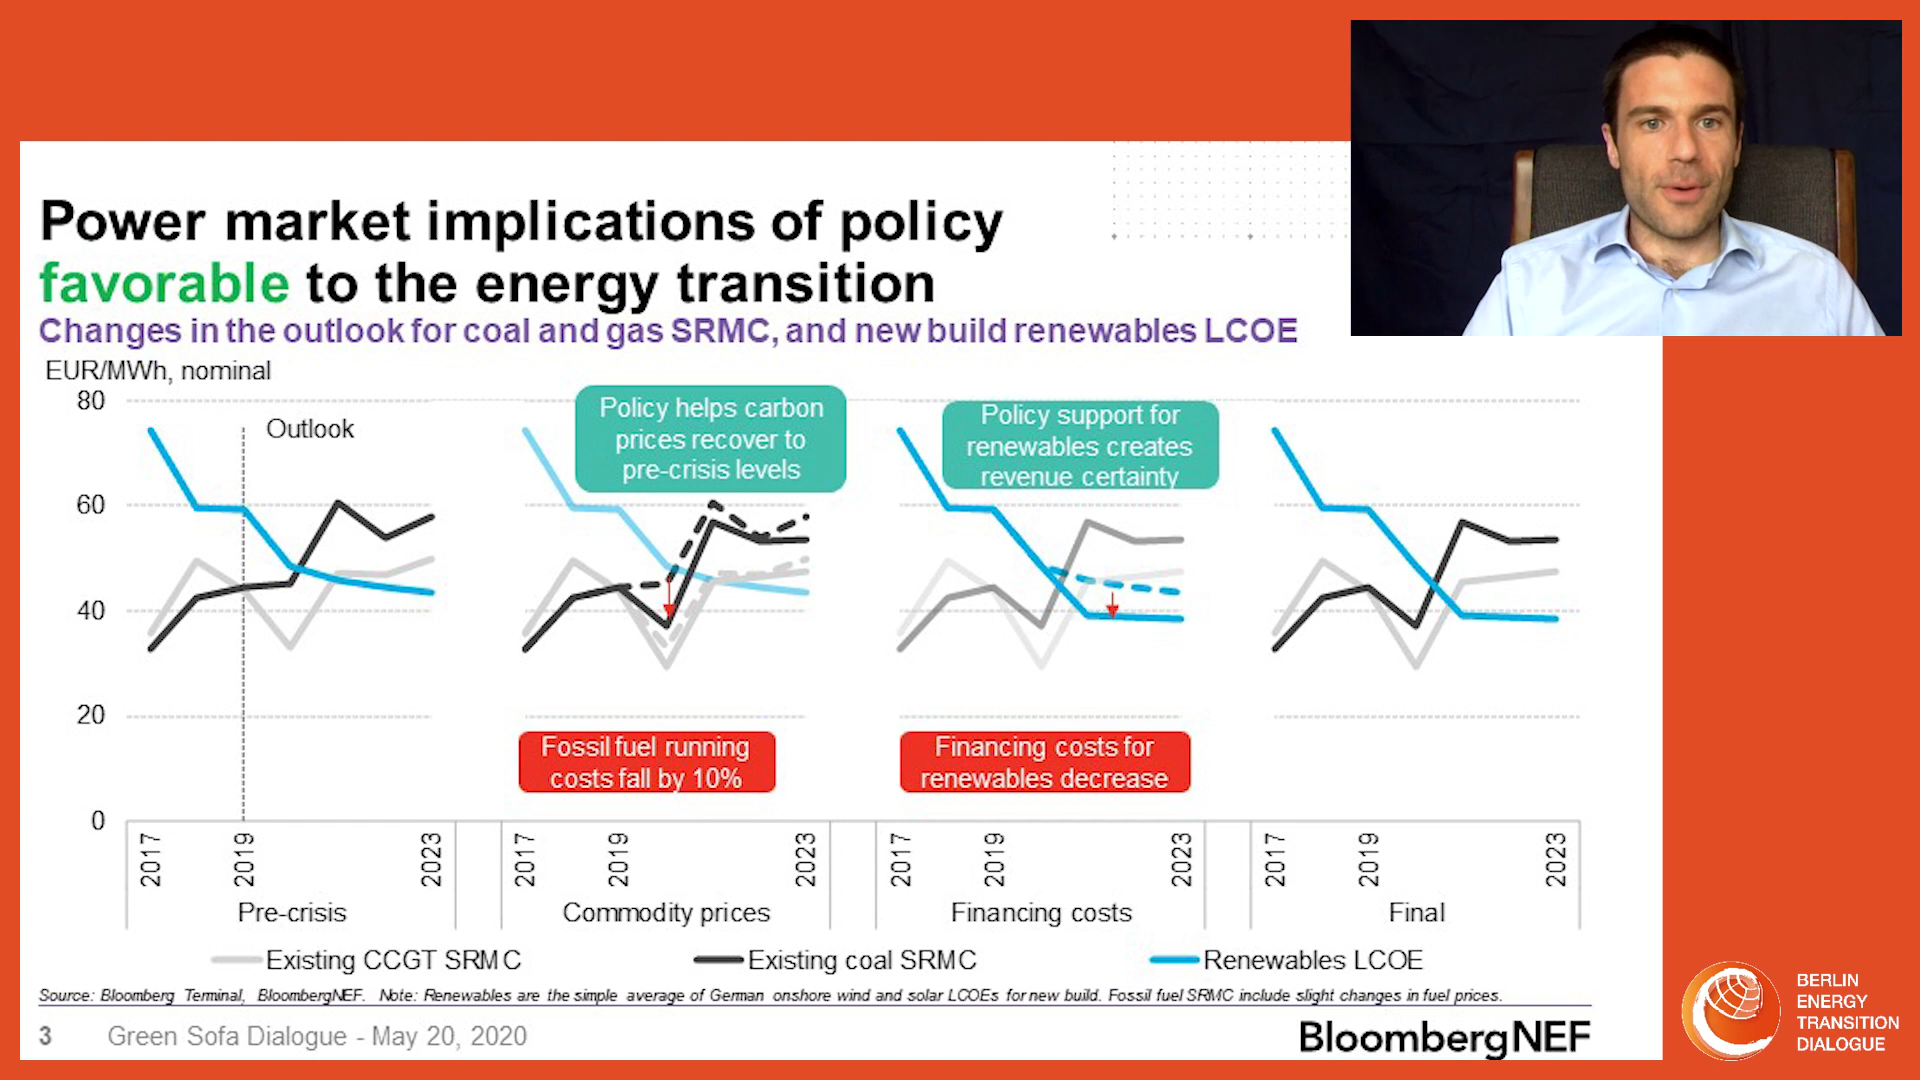 Power market implications of policy
favorable to the energy transition
Changes in the outlook for coal and gas SRMC, and new build renewables LCOE
EUR/MWh, nominal
80
60
40
20
0
Outlook
Policy helps carbon
prices recover to
pre-crisis levels
Policy support for
renewables creates
revenue certainty
Fossil fuel running
costs fall by 10%
Financing costs for
renewables decrease
2017 2019 2023
2017 2019 2023
2017 2019 2023
2017 2019 2023
Pre-crisis
Commodity prices
Financing costs
Final
Existing CCGT SRMC
Existing coal SRMC
Renewables LCOE
Source: Bloomberg Terminal, BloombergNEF. Note: Renewables are the simple average of German onshore wind and solar LCOEs for new build. Fossil fuel SRMC include slight changes in fuel prices.
3 Green Sofa Dialogue - May 20, 2020
BloombergNEF
BERLIN
ENERGY
TRANSITION
DIALOGUE